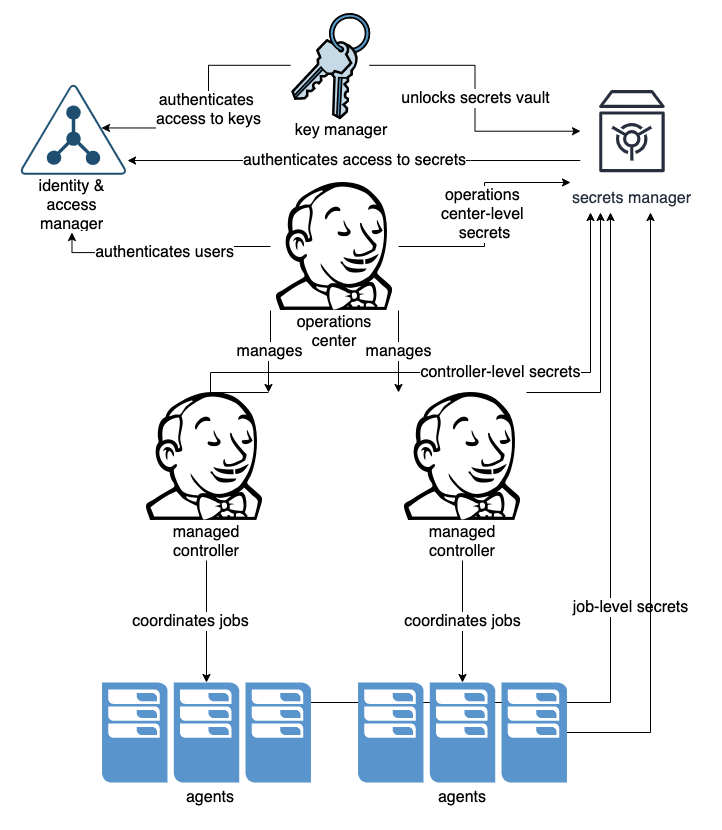 authenticates
access to keys
unlocks secrets vault
key manager
authenticates access to secrets
identity &
access
manager
operations
center-level
secrets
secrets manager
authenticates users
operations
center
manages
manages
controller-level secrets
managed
controller
managed
controller
coordinates jobs
coordinates jobs
job-level secrets
agents
agents